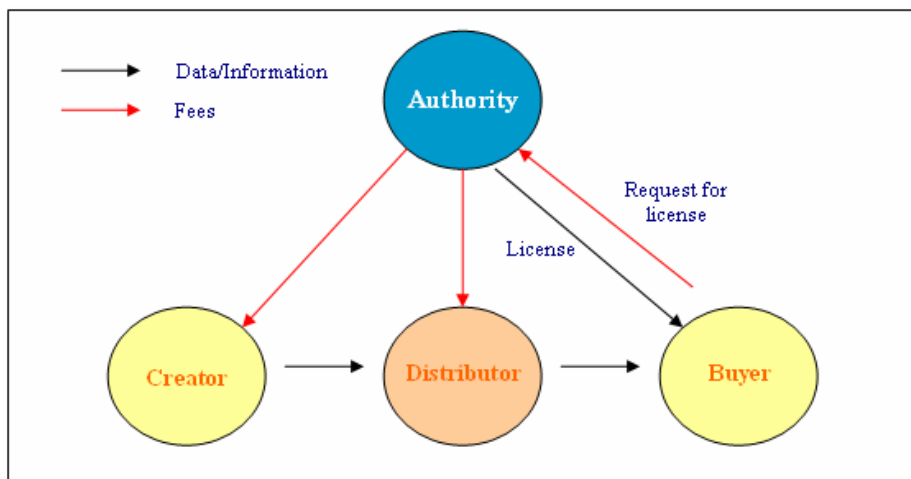 Data/Information
Fees
Authority
Request for
license
License
Creator
Distributor
Buyer